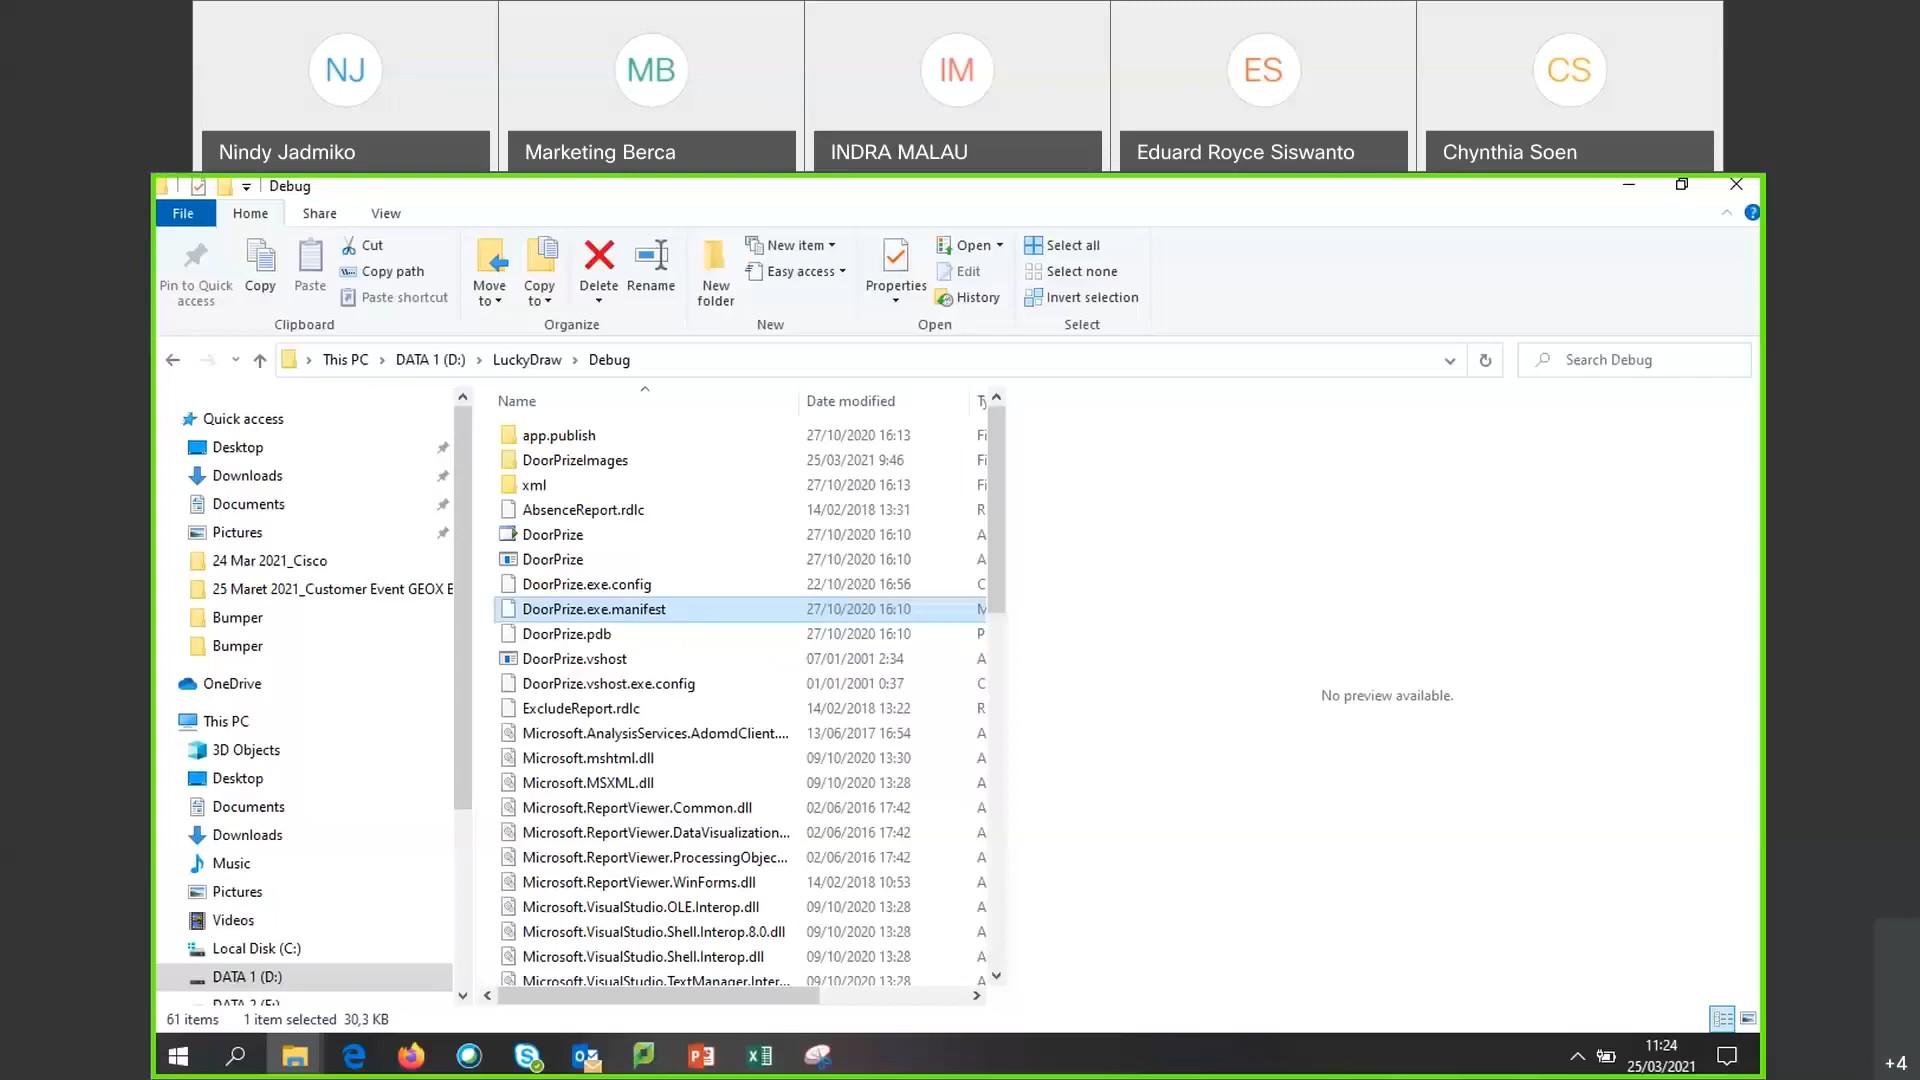 NJ MB IM ES CS
Nindy Jadmiko Marketing Berca INDRA MALAU Eduard Royce Siswanto Chynthia Soen
Debug
File Home Share View
Pin to Quick access
Copy
Paste
Cut
Copy path
Paste shortcut
Clipboard
Move to
Copy to
Delete
Rename
Organize
New folder
New item
Easy access
New
Properties
Open
Edit
History
Open
Select all
Select none
Invert selection
Select
This PC > DATA 1 (D:) > LuckyDraw > Debug
Search Debug
Quick access
Desktop
Downloads
Documents
Pictures
24 Mar 2021_Cisco
25 Maret 2021_Customer Event GEOX E
Bumper
Bumper
OneDrive
This PC
3D Objects
Desktop
Documents
Downloads
Music
Pictures
Videos
Local Disk (C:)
DATA 1 (D:)
Name Date modified Ty
app.publish 27/10/2020 16:13 Fi
DoorPrizeImages 25/03/2021 9:46 Fi
xml 27/10/2020 16:13 Fi
AbsenceReport.rdlc 14/02/2018 13:31 R
DoorPrize 27/10/2020 16:10 A
DoorPrize 27/10/2020 16:10 A
DoorPrize.exe.config 22/10/2020 16:56 C
DoorPrize.exe.manifest 27/10/2020 16:10 M
DoorPrize.pdb 27/10/2020 16:10 P
DoorPrize.vshost 07/01/2001 2:34 A
DoorPrize.vshost.exe.config 01/01/2001 0:37 C
ExcludeReport.rdlc 14/02/2018 13:22 R
Microsoft.AnalysisServices.AdomdClient.... 13/06/2017 16:54 A
Microsoft.mshtml.dll 09/10/2020 13:30 A
Microsoft.MSXML.dll 09/10/2020 13:28 A
Microsoft.ReportViewer.Common.dll 02/06/2016 17:42 A
Microsoft.ReportViewer.DataVisualization... 02/06/2016 17:42 A
Microsoft.ReportViewer.ProcessingObjec... 02/06/2016 17:42 A
Microsoft.ReportViewer.WinForms.dll 14/02/2018 10:53 A
Microsoft.VisualStudio.OLE.Interop.dll 09/10/2020 13:28 A
Microsoft.VisualStudio.Shell.Interop.8.0.dll 09/10/2020 13:28 A
Microsoft.VisualStudio.Shell.Interop.dll 09/10/2020 13:28 A
Microsoft.VisualStudio.TextManager.Inter... 09/10/2020 13:28 A
No preview available.
61 items 1 item selected 30,3 KB
11:24
25/03/2021
+4